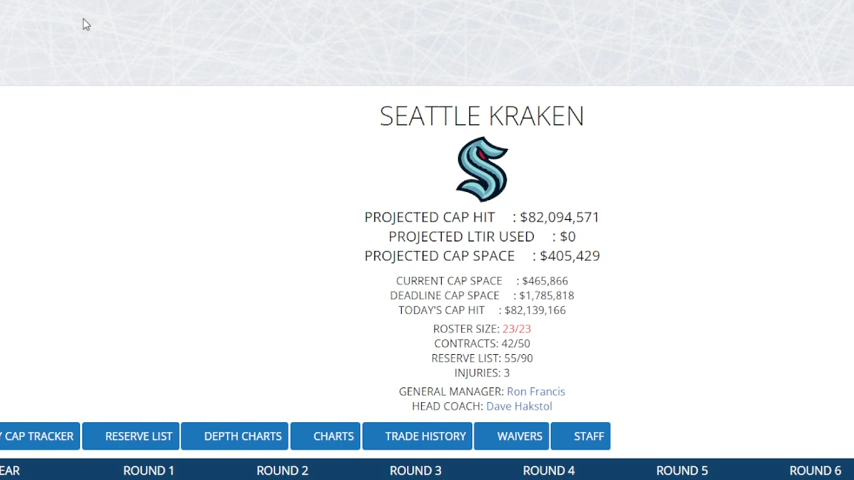 SEATTLE KRAKEN
PROJECTED CAP HIT : $82,094,571
PROJECTED LTIR USED : $0
PROJECTED CAP SPACE : $405,429
CURRENT CAP SPACE : $465,866
DEADLINE CAP SPACE : $1,785,818
TODAY'S CAP HIT : $82,139,166
ROSTER SIZE: 23/23
CONTRACTS: 42/50
RESERVE LIST: 55/90
INJURIES: 3
GENERAL MANAGER: Ron Francis
HEAD COACH: Dave Hakstol
Y CAP TRACKER RESERVE LIST DEPTH CHARTS CHARTS TRADE HISTORY WAIVERS STAFF
EAR ROUND 1 ROUND 2 ROUND 3 ROUND 4 ROUND 5 ROUND 6